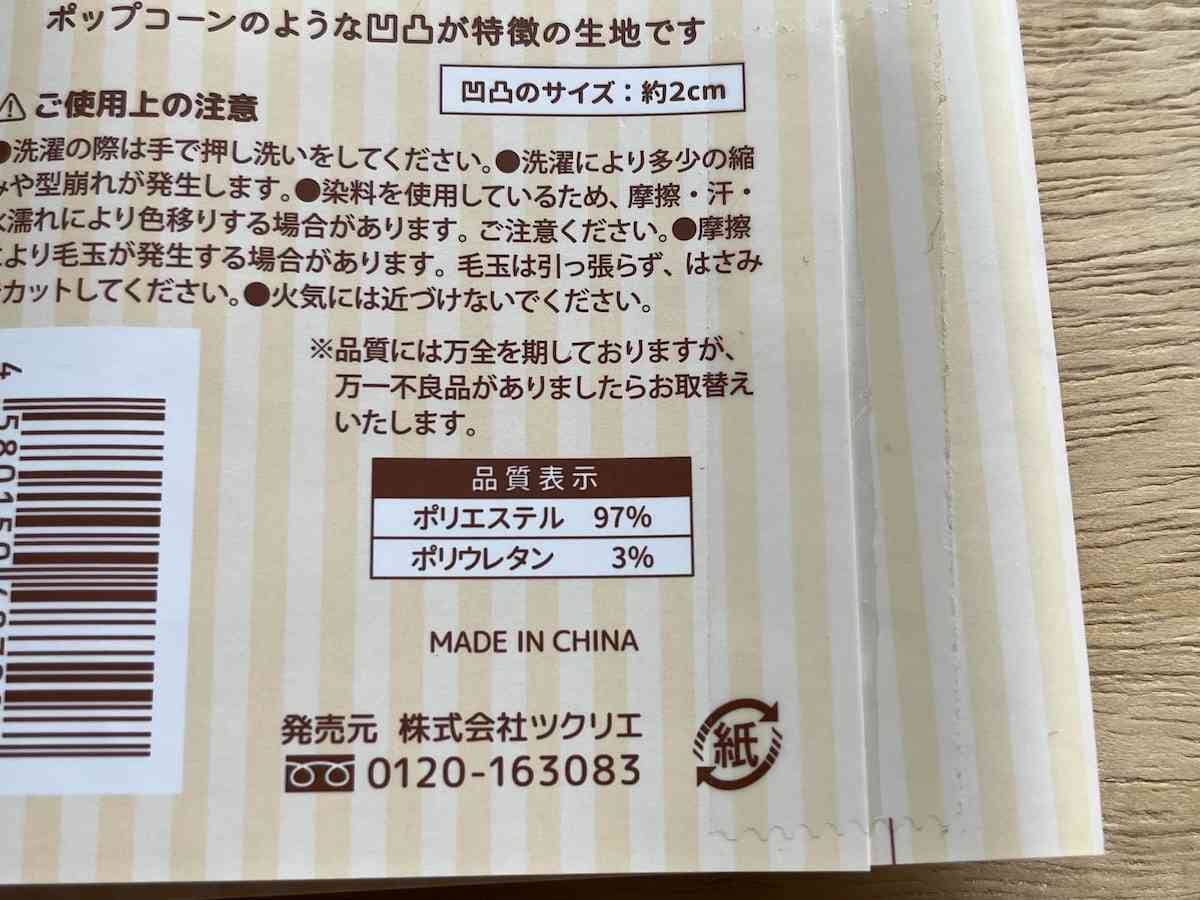 ポップコーンのような凹凸が特徴の生地です
凹凸のサイズ：約2cm
⚠ご使用上の注意
●洗濯の際は手で押し洗いをしてください。●洗濯により多少の縮
みや型崩れが発生します。●染料を使用しているため、摩擦・汗・
水濡れにより色移りする場合があります。ご注意ください。●摩擦
により毛玉が発生する場合があります。毛玉は引っ張らず、はさみ
でカットしてください。●火気には近づけないでください。
※品質には万全を期しておりますが、
万一不良品がありましたらお取替え
いたします。
品質表示
ポリエステル 97%
ポリウレタン 3%
MADE IN CHINA
発売元 株式会社ツクリエ
0120-163083
紙